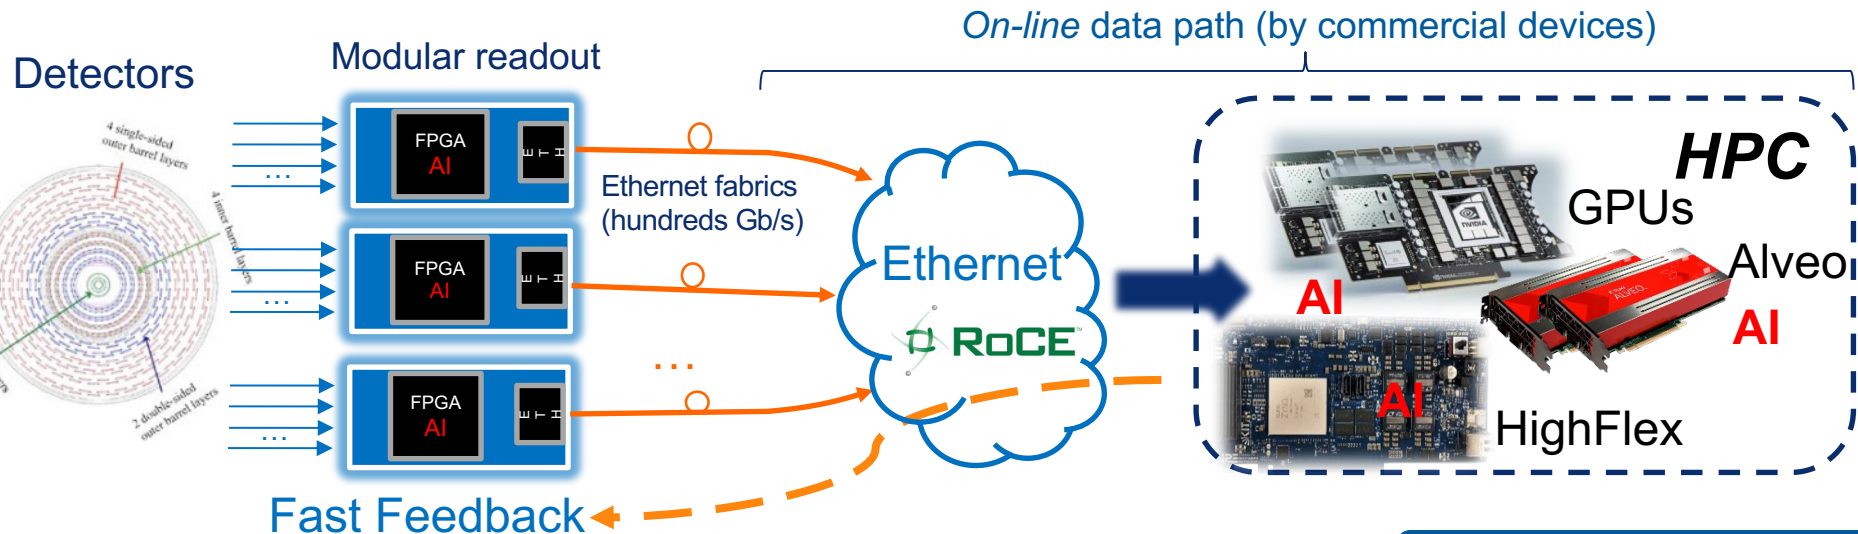 On-line data path (by commercial devices)
Detectors
Modular readout
4 single-sided
outer barrel layers
4 inner
barrel layers
2 double-sided
outer barrel layers
...
FPGA
AI
ETH
...
FPGA
AI
ETH
...
FPGA
AI
ETH
Ethernet fabrics
(hundreds Gb/s)
...
Ethernet
RoCE
Fast Feedback
HPC
GPUs
NVIDIA
Alveo
ALVEO
AI
AI
AI
HighFlex